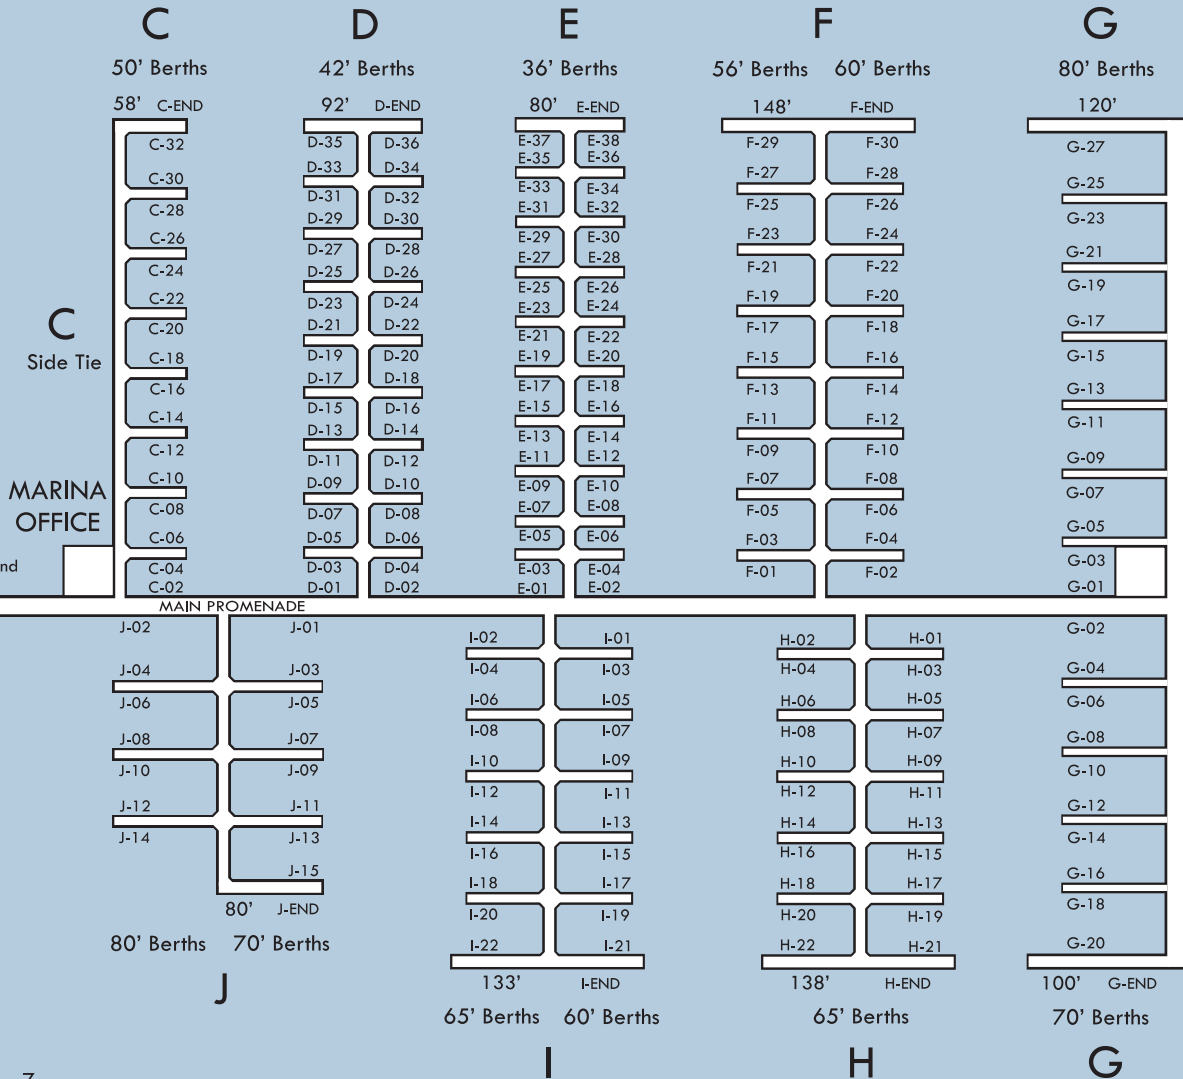 C D E F G
50' Berths 42' Berths 36' Berths 56' Berths 60' Berths 80' Berths
58' C-END 92' D-END 80' E-END 148' F-END 120'
C-32
C-30
C-28
C-26
C-24
C-22
C-20
C-18
C-16
C-14
C-12
C-10
C-08
C-06
C-04
C-02
C
Side Tie
MARINA
OFFICE
nd
D-35 D-36
D-33 D-34
D-31 D-32
D-29 D-30
D-27 D-28
D-25 D-26
D-23 D-24
D-21 D-22
D-19 D-20
D-17 D-18
D-15 D-16
D-13 D-14
D-11 D-12
D-09 D-10
D-07 D-08
D-05 D-06
D-03 D-04
D-01 D-02
E-37 E-38
E-35 E-36
E-33 E-34
E-31 E-32
E-29 E-30
E-27 E-28
E-25 E-26
E-23 E-24
E-21 E-22
E-19 E-20
E-17 E-18
E-15 E-16
E-13 E-14
E-11 E-12
E-09 E-10
E-07 E-08
E-05 E-06
E-03 E-04
E-01 E-02
F-29 F-30
F-27 F-28
F-25 F-26
F-23 F-24
F-21 F-22
F-19 F-20
F-17 F-18
F-15 F-16
F-13 F-14
F-11 F-12
F-09 F-10
F-07 F-08
F-05 F-06
F-03 F-04
F-01 F-02
G-27
G-25
G-23
G-21
G-19
G-17
G-15
G-13
G-11
G-09
G-07
G-05
G-03
G-01
MAIN PROMENADE
J-02 J-01
J-04 J-03
J-06 J-05
J-08 J-07
J-10 J-09
J-12 J-11
J-14 J-13
J-15
80' J-END
80' Berths 70' Berths
J
I-02 I-01
I-04 I-03
I-06 I-05
I-08 I-07
I-10 I-09
I-12 I-11
I-14 I-13
I-16 I-15
I-18 I-17
I-20 I-19
I-22 I-21
133' I-END
65' Berths 60' Berths
I
H-02 H-01
H-04 H-03
H-06 H-05
H-08 H-07
H-10 H-09
H-12 H-11
H-14 H-13
H-16 H-15
H-18 H-17
H-20 H-19
H-22 H-21
138' H-END
65' Berths
H
G-02
G-04
G-06
G-08
G-10
G-12
G-14
G-16
G-18
G-20
100' G-END
70' Berths
G